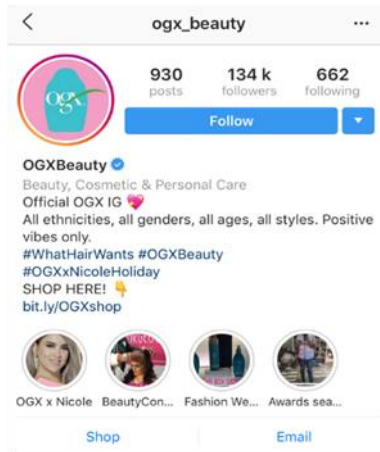 ogx_beauty
ogx
930 134 k 662
posts followers following
Follow
OGXBeauty
Beauty, Cosmetic & Personal Care
Official OGX IG 💖
All ethnicities, all genders, all ages, all styles. Positive
vibes only.
#WhatHairWants #OGXBeauty
#OGXxNicoleHoliday
SHOP HERE! 👇
bit.ly/OGXshop
OGX x Nicole BeautyCon... Fashion We... Awards sea...
Shop Email